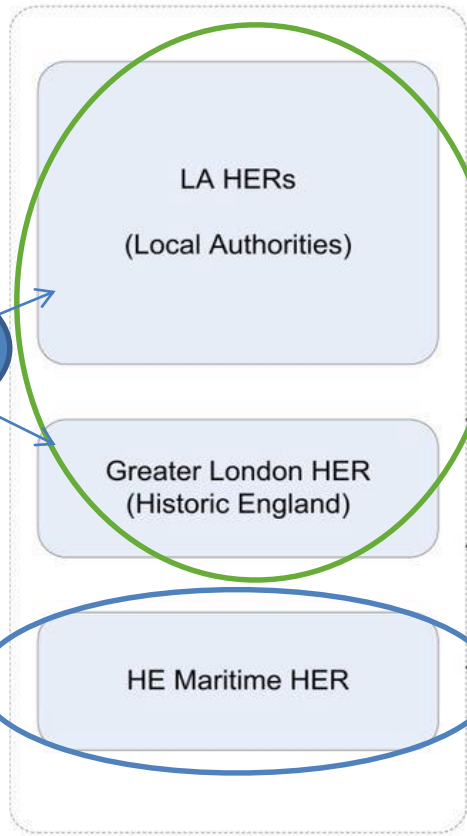 LA HERs
(Local Authorities)
Greater London HER
(Historic England)
HE Maritime HER